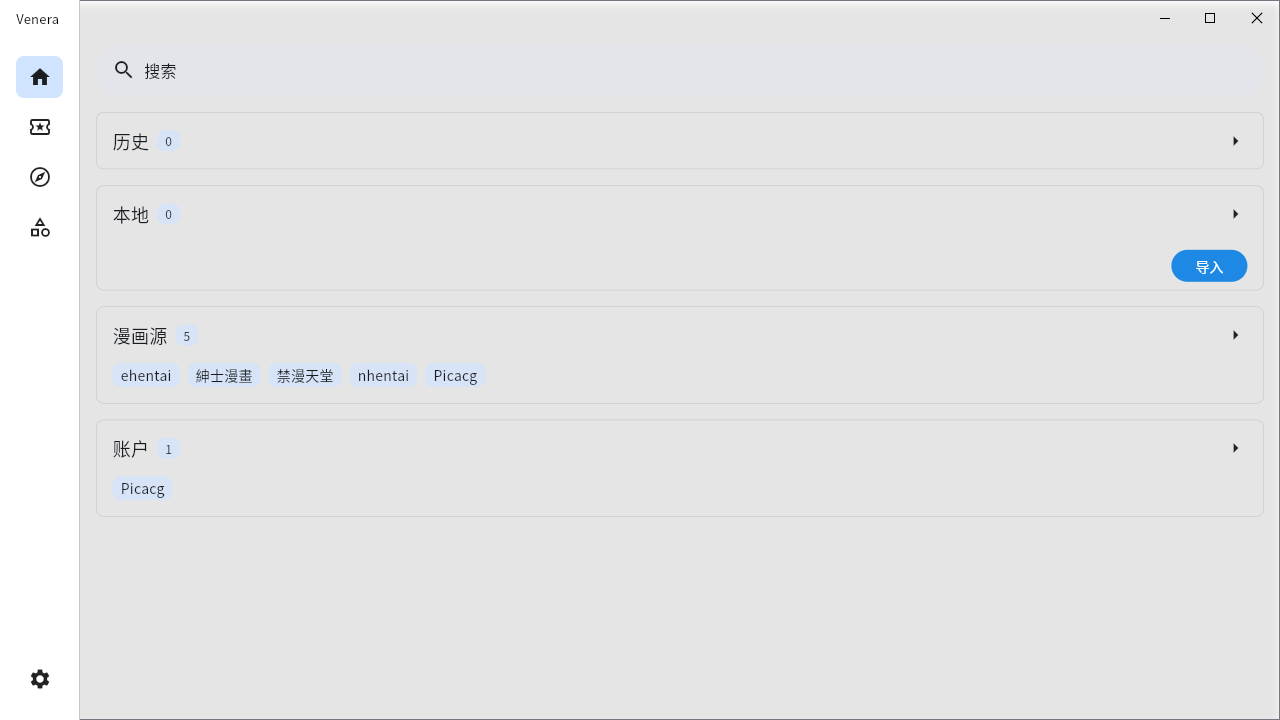 Venera
搜索
历史 0
本地 0
导入
漫画源 5
ehentai 紳士漫畫 禁漫天堂 nhentai Picacg
账户 1
Picacg